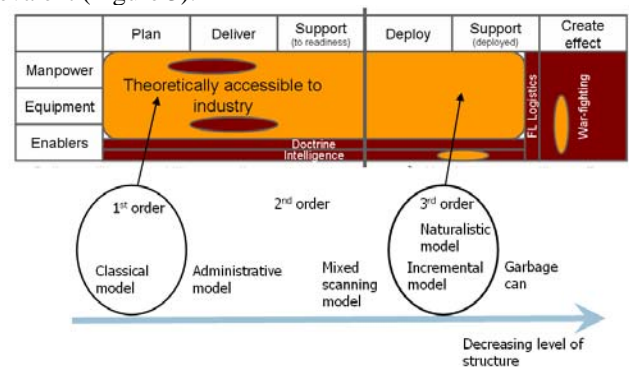 Plan
Deliver
Support
(to readiness)
Deploy
Support
(deployed)
Create
effect
Manpower
Equipment
Enablers
Theoretically accessible to
industry
Doctrine
Intelligence
FL Logistics
War-fighting
1st order
2nd order
3rd order
Naturalistic
model
Classical
model
Administrative
model
Mixed
scanning
model
Incremental
model
Garbage
can
Decreasing level of
structure